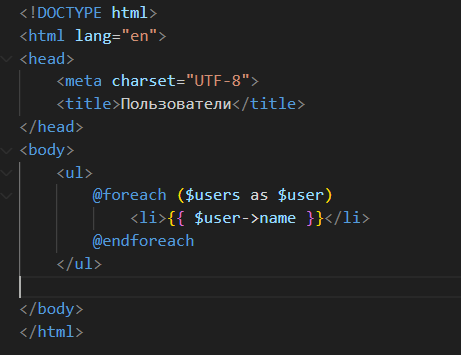 <!DOCTYPE html>
<html lang="en">
<head>
    <meta charset="UTF-8">
    <title>Пользователи</title>
</head>
<body>
    <ul>
        @foreach ($users as $user)
            <li>{{ $user->name }}</li>
        @endforeach
    </ul>

</body>
</html>